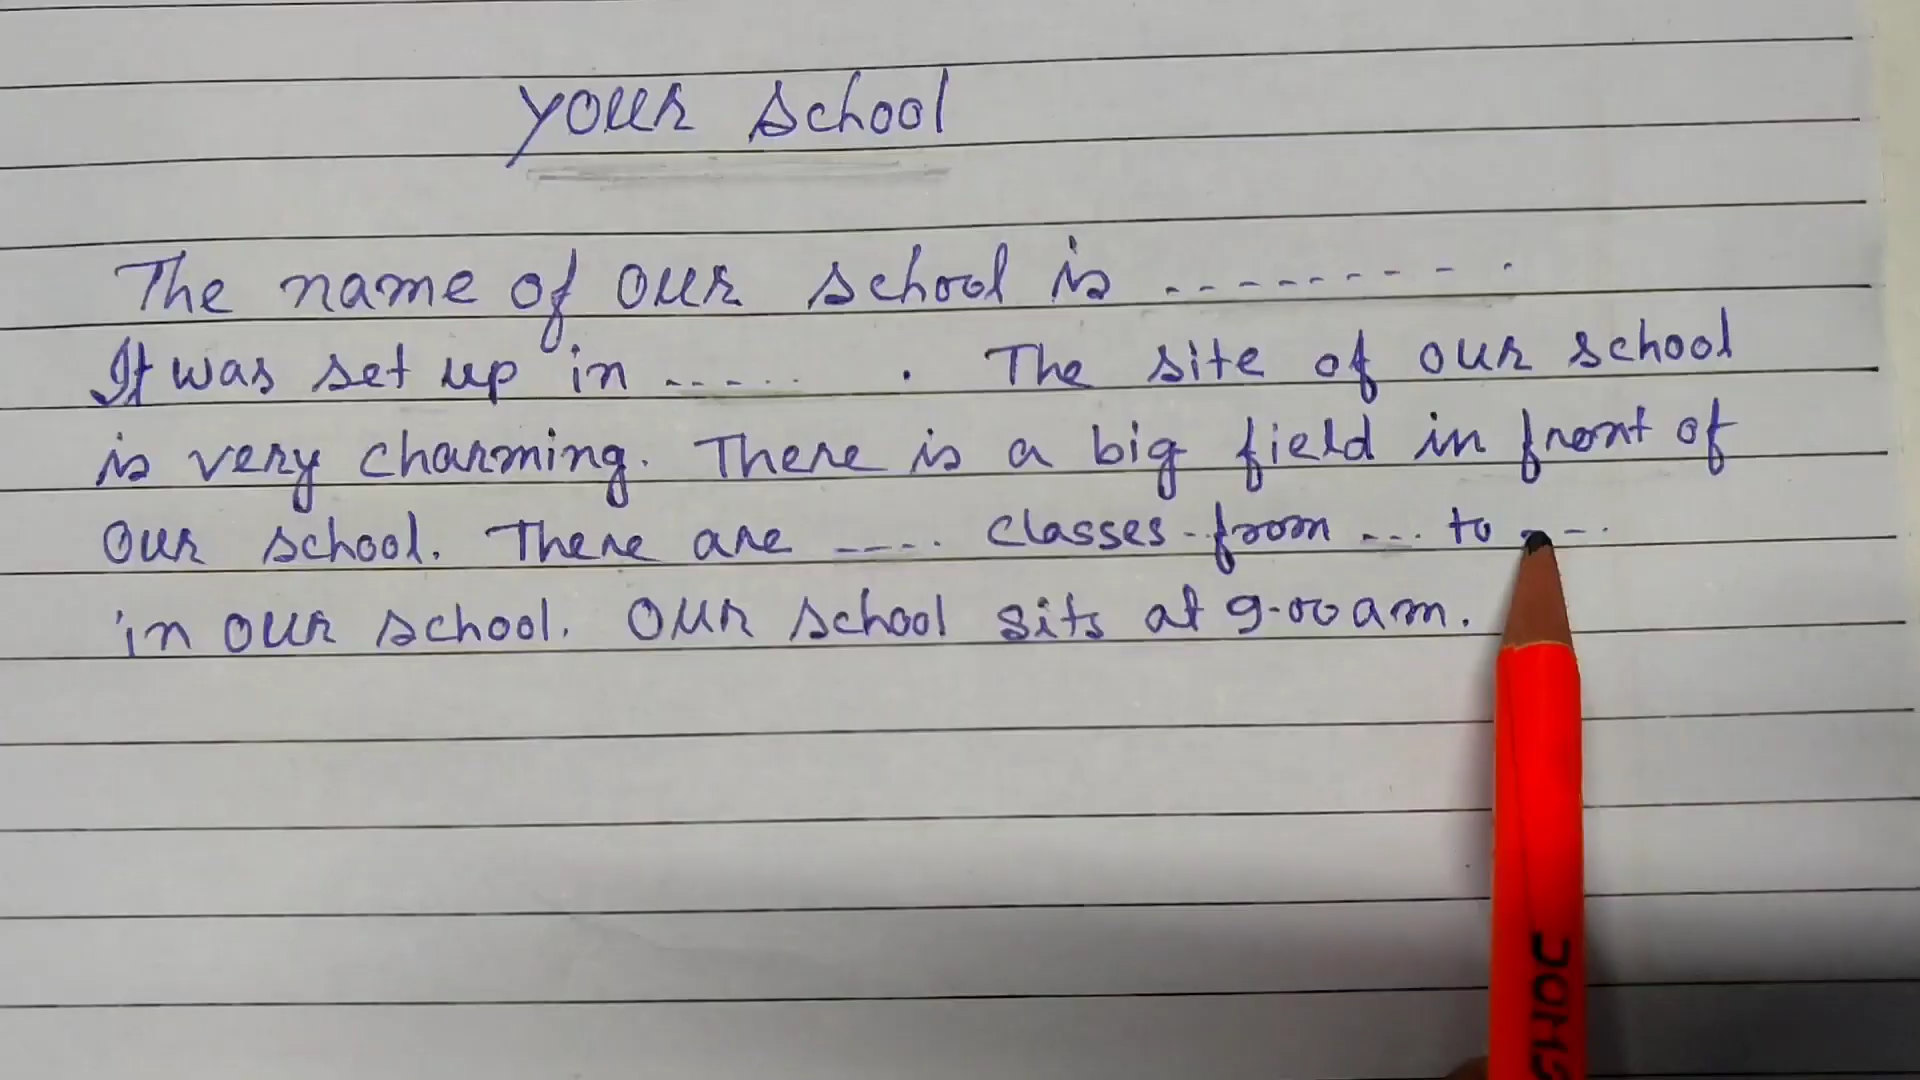 Your school
The name of our school is ......... .
It was set up in ...... . The site of our school
is very charming. There is a big field in front of
our school. There are ..... classes from ... to ....
in our school. Our school sits at 9.00 am.